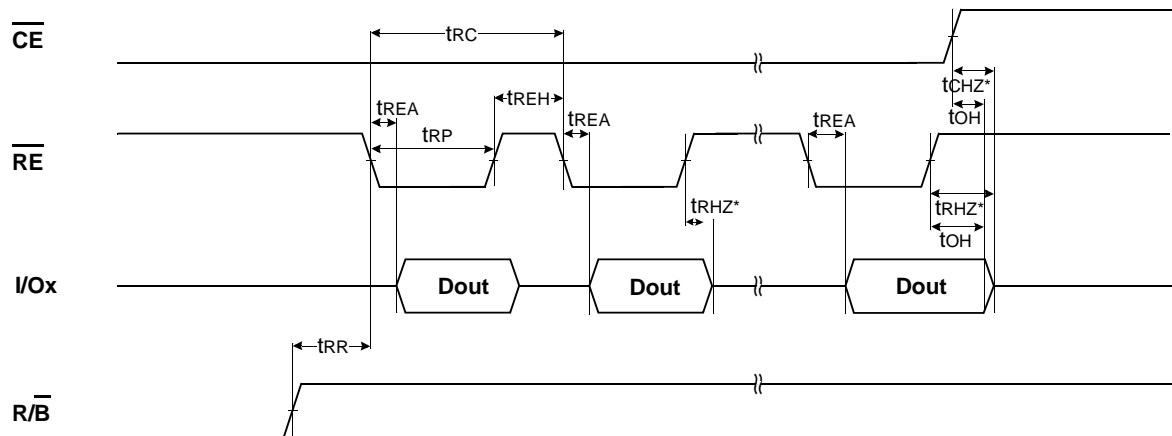 CE
tRC
tCHZ*
tREA
tREH
tREA
tREA
tOH
tRP
RE
tRHZ*
tRHZ*
tOH
I/Ox
Dout
Dout
Dout
tRR
R/B